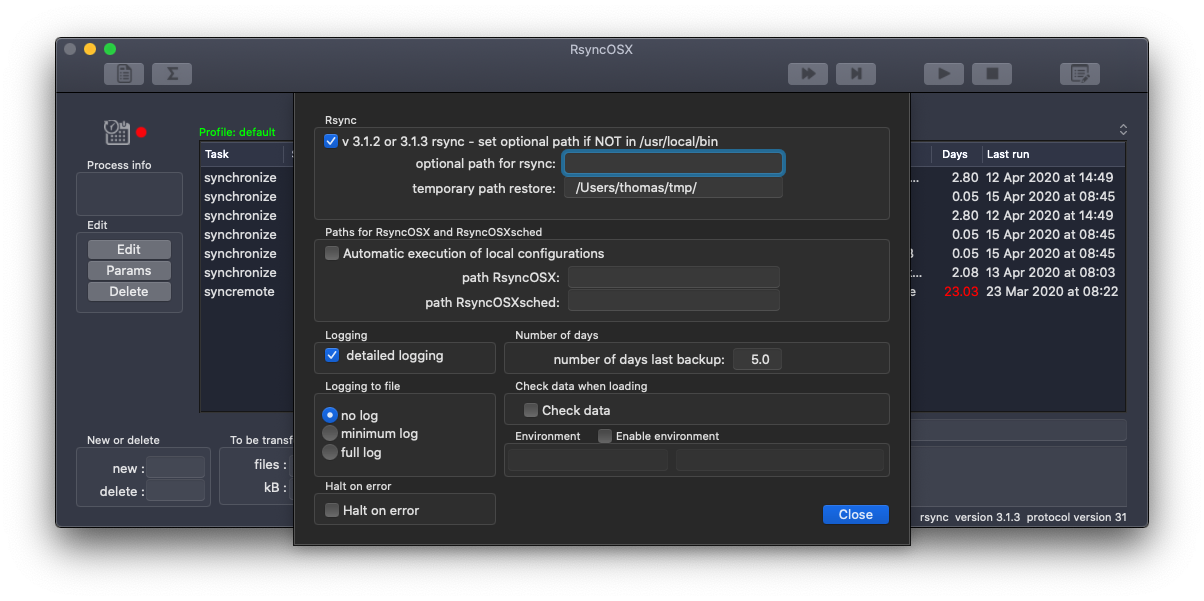 RsyncOSX
Profile: default
Process info
Edit
Edit
Params
Delete
Task
synchronize
synchronize
synchronize
synchronize
synchronize
synchronize
syncremote
New or delete
new :
delete :
files :
kB :
Rsync
v 3.1.2 or 3.1.3 rsync - set optional path if NOT in /usr/local/bin
optional path for rsync:
temporary path restore: /Users/thomas/tmp/
Paths for RsyncOSX and RsyncOSXsched
Automatic execution of local configurations
path RsyncOSX:
path RsyncOSXsched:
Logging
detailed logging
Number of days
number of days last backup: 5.0
Logging to file
no log
minimum log
full log
Check data when loading
Check data
Environment Enable environment
Halt on error
Halt on error
Close
Days Last run
2.80 12 Apr 2020 at 14:49
0.05 15 Apr 2020 at 08:45
2.80 12 Apr 2020 at 14:49
0.05 15 Apr 2020 at 08:45
0.05 15 Apr 2020 at 08:45
2.08 13 Apr 2020 at 08:03
23.03 23 Mar 2020 at 08:22
rsync version 3.1.3 protocol version 31